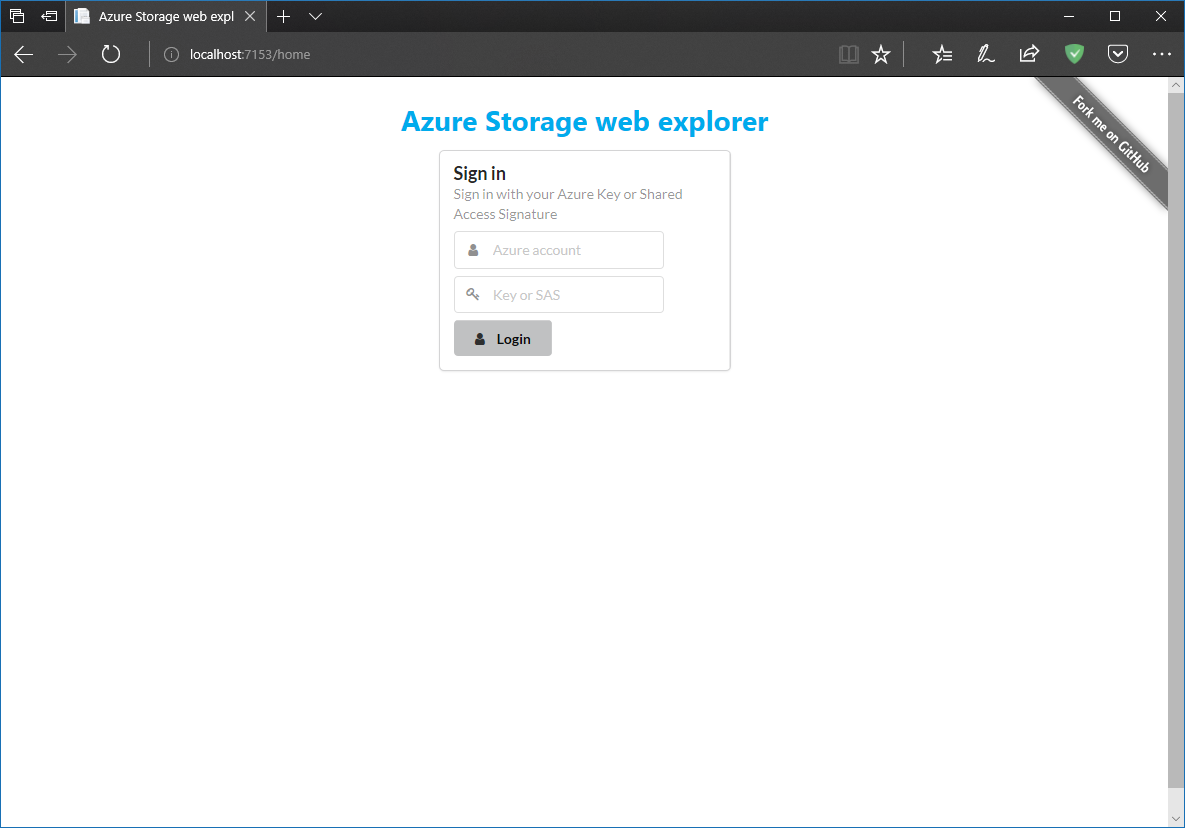 Azure Storage web expl
localhost:7153/home
Fork me on GitHub
Azure Storage web explorer
Sign in
Sign in with your Azure Key or Shared
Access Signature
Azure account
Key or SAS
Login